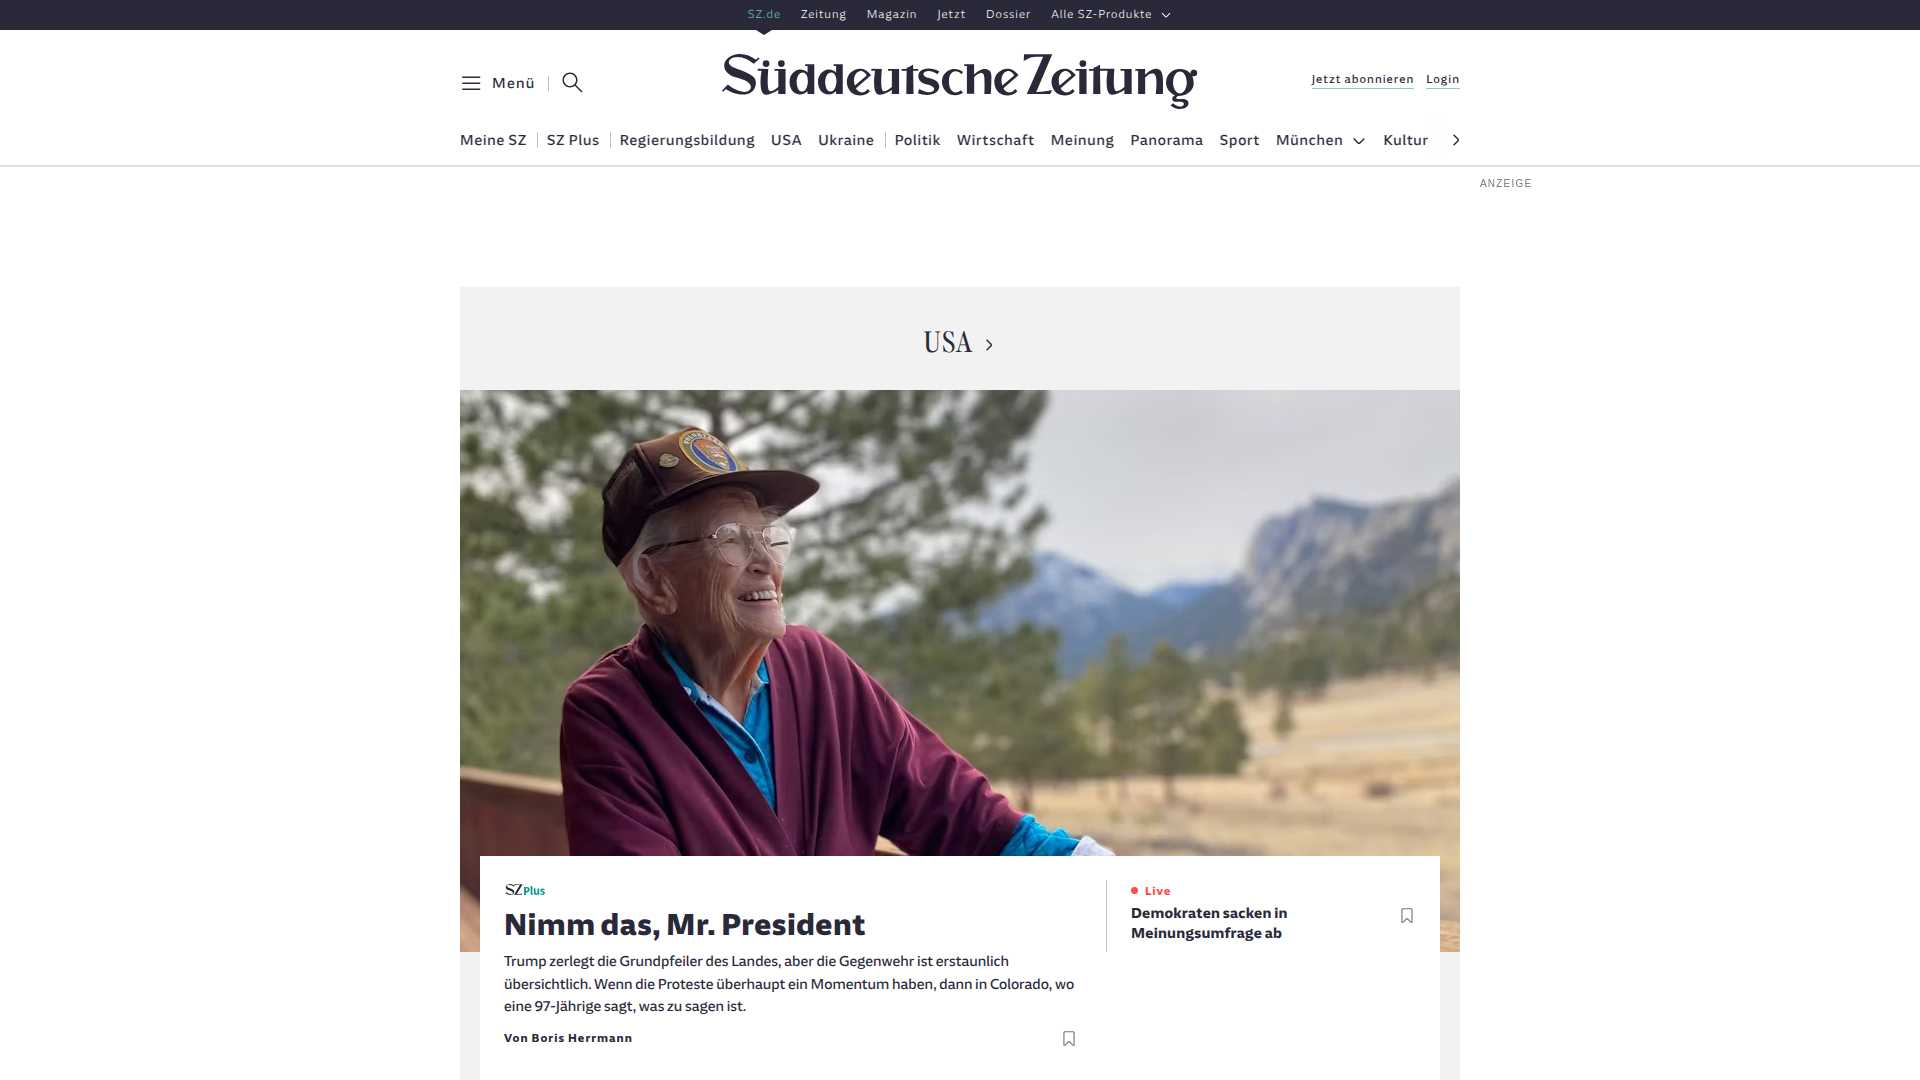 SZ.de Zeitung Magazin Jetzt Dossier Alle SZ-Produkte
Menü
Süddeutsche Zeitung
Jetzt abonnieren Login
Meine SZ SZ Plus Regierungsbildung USA Ukraine Politik Wirtschaft Meinung Panorama Sport München Kultur
ANZEIGE
USA
SZ Plus
Nimm das, Mr. President
Trump zerlegt die Grundpfeiler des Landes, aber die Gegenwehr ist erstaunlich
übersichtlich. Wenn die Proteste überhaupt ein Momentum haben, dann in Colorado, wo
eine 97-Jährige sagt, was zu sagen ist.
Von Boris Herrmann
Live
Demokraten sacken in
Meinungsumfrage ab